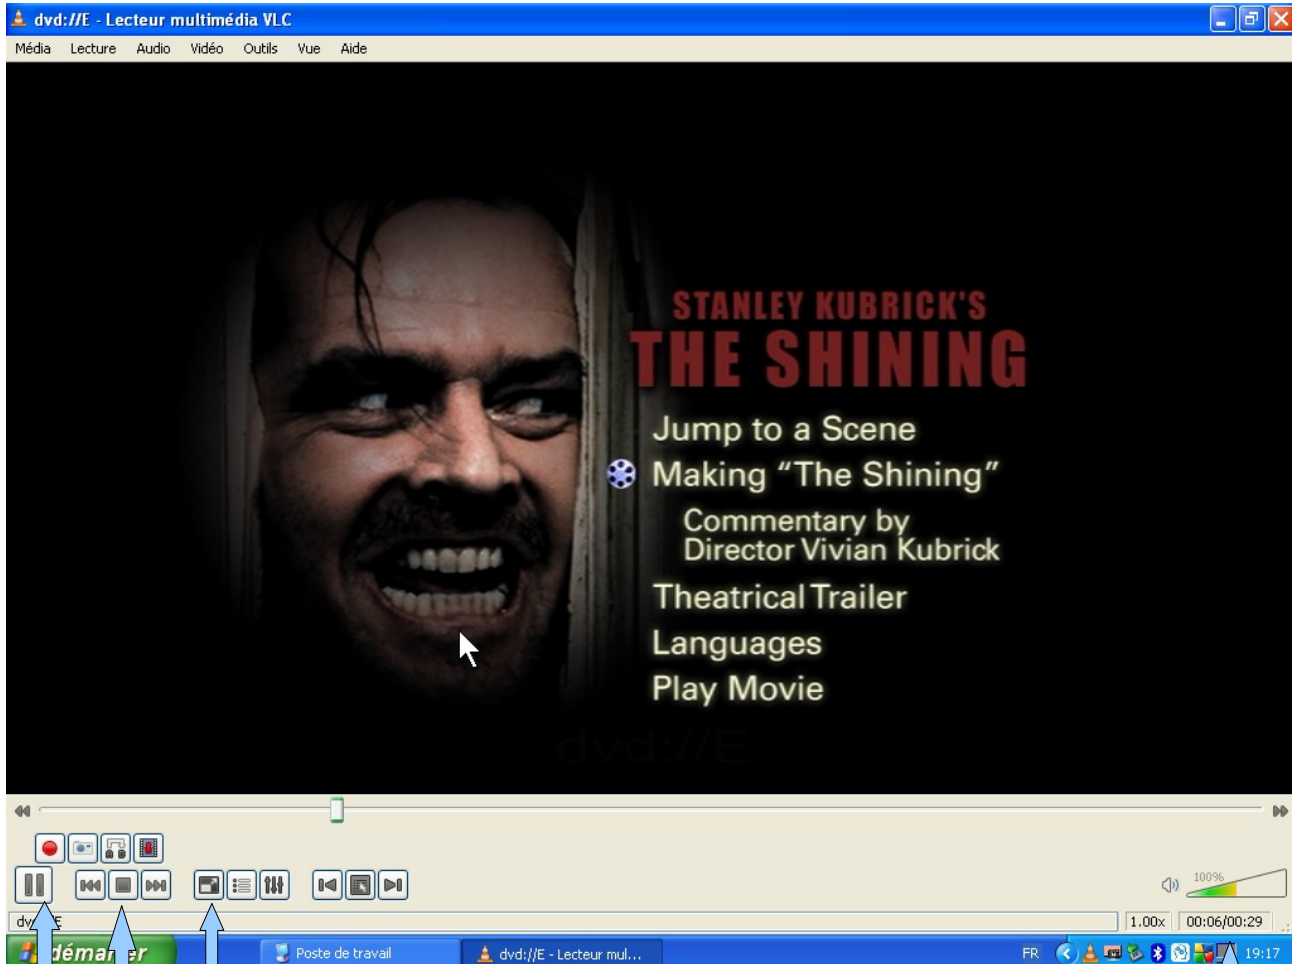 dvd://E - Lecteur multimédia VLC
Média Lecture Audio Vidéo Outils Vue Aide
STANLEY KUBRICK'S
THE SHINING
Jump to a Scene
Making “The Shining”
Commentary by
Director Vivian Kubrick
Theatrical Trailer
Languages
Play Movie
dvd://E
100%
1.00x 00:06/00:29
Poste de travail
dvd://E - Lecteur mul...
FR
19:17